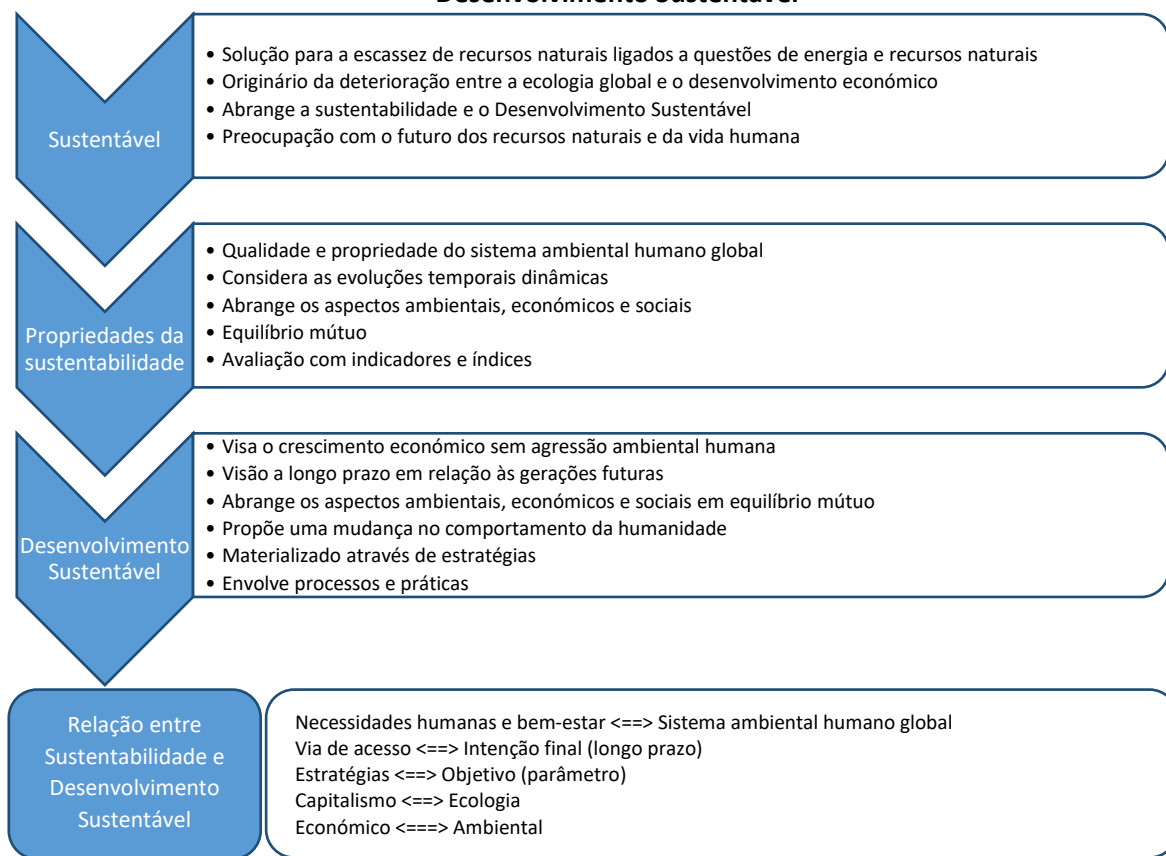 Desenvolvimento Sustentável
Sustentável
• Solução para a escassez de recursos naturais ligados a questões de energia e recursos naturais
• Originário da deterioração entre a ecologia global e o desenvolvimento económico
• Abrange a sustentabilidade e o Desenvolvimento Sustentável
• Preocupação com o futuro dos recursos naturais e da vida humana
Propriedades da
sustentabilidade
• Qualidade e propriedade do sistema ambiental humano global
• Considera as evoluções temporais dinâmicas
• Abrange os aspectos ambientais, económicos e sociais
• Equilíbrio mútuo
• Avaliação com indicadores e índices
Desenvolvimento
Sustentável
• Visa o crescimento económico sem agressão ambiental humana
• Visão a longo prazo em relação às gerações futuras
• Abrange os aspectos ambientais, económicos e sociais em equilíbrio mútuo
• Propõe uma mudança no comportamento da humanidade
• Materializado através de estratégias
• Envolve processos e práticas
Relação entre
Sustentabilidade e
Desenvolvimento
Sustentável
Necessidades humanas e bem-estar <==> Sistema ambiental humano global
Via de acesso <==> Intenção final (longo prazo)
Estratégias <==> Objetivo (parâmetro)
Capitalismo <==> Ecologia
Económico <===> Ambiental